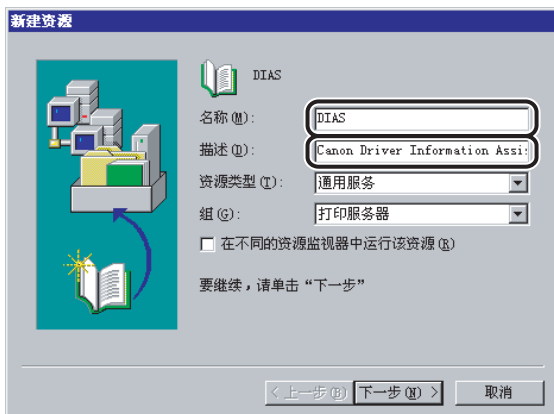 新建资源
DIAS
名称(M): DIAS
描述(D): Canon Driver Information Assi
资源类型(T): 通用服务
组(G): 打印服务器
在不同的资源监视器中运行该资源(R)
要继续，请单击“下一步”
< 上一步(B) 下一步(N) > 取消